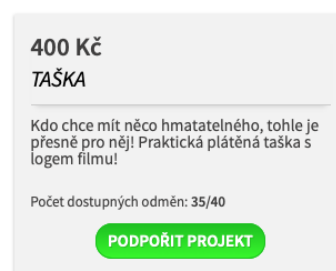 400 Kč
TAŠKA
Kdo chce mít něco hmatatelného, tohle je
přesně pro něj! Praktická plátěná taška s
logem filmu!
Počet dostupných odměn: 35/40
PODPOŘIT PROJEKT